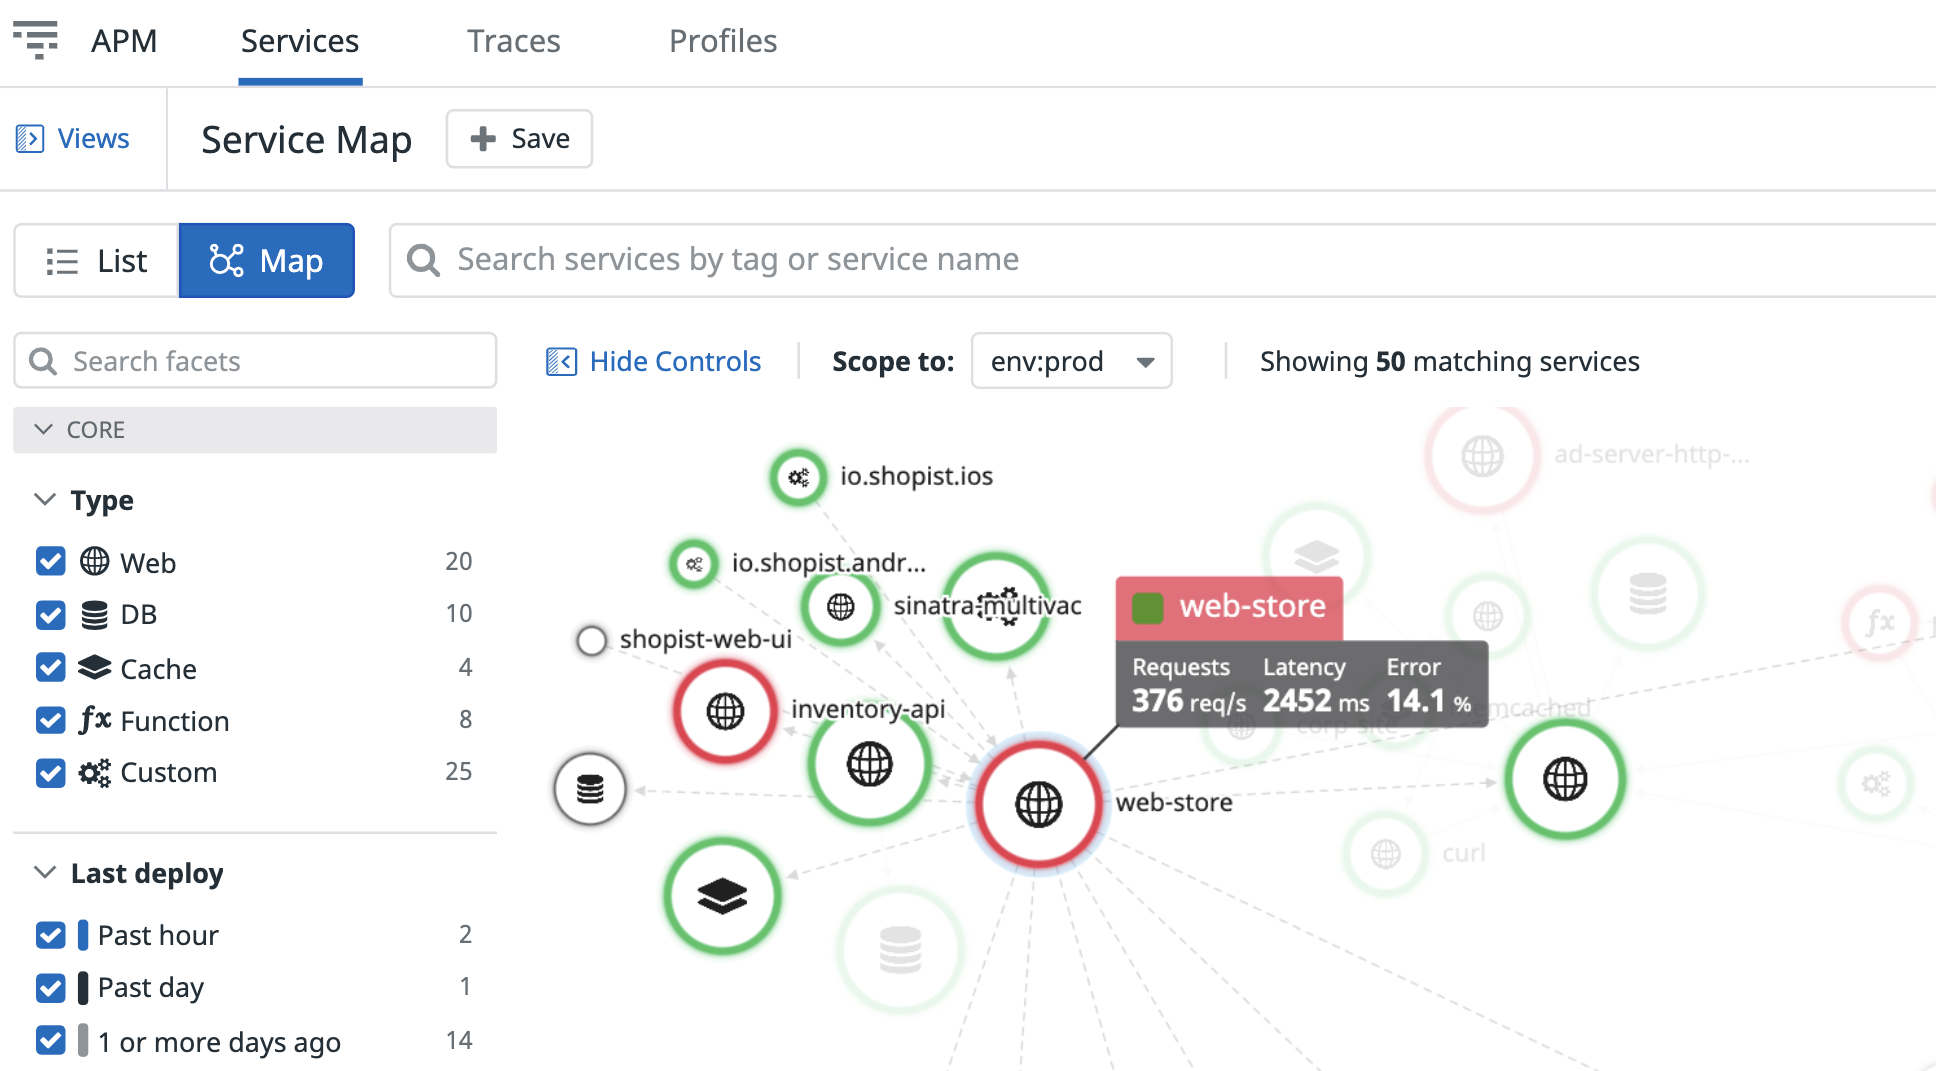 APM Services Traces Profiles
Views Service Map Save
List Map Search services by tag or service name
Search facets Hide Controls Scope to: env:prod Showing 50 matching services
CORE
ad-server-http-...
io.shopist.ios
Type
Web 20
io.shopist.andr...
DB 10
sinatra-multivac
web-store
shopist-web-ui
Cache 4
Requests Latency Error
376 req/s 2452 ms 14.1 %
Function 8
inventory-api
corp-site
Custom 25
web-store
curl
Last deploy
Past hour 2
Past day 1
1 or more days ago 14